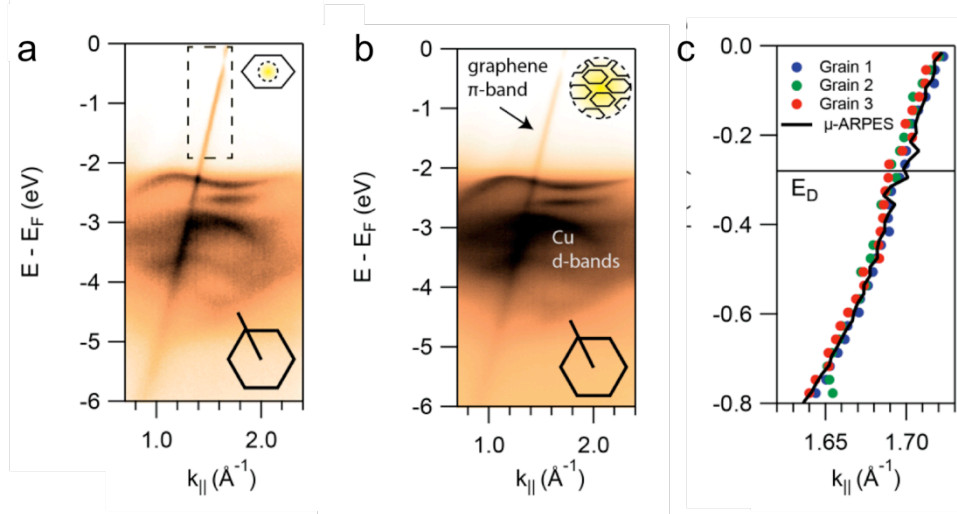 a
0
-1
-2
-3
-4
-5
-6
E - E_F (eV)
1.0 2.0
k_|| (Å^-1)
b
0
-1
-2
-3
-4
-5
-6
E - E_F (eV)
graphene
π-band
Cu
d-bands
1.0 2.0
k_|| (Å^-1)
c
0.0
-0.2
-0.4
-0.6
-0.8
Grain 1
Grain 2
Grain 3
μ-ARPES
E_D
1.65 1.70
k_|| (Å^-1)